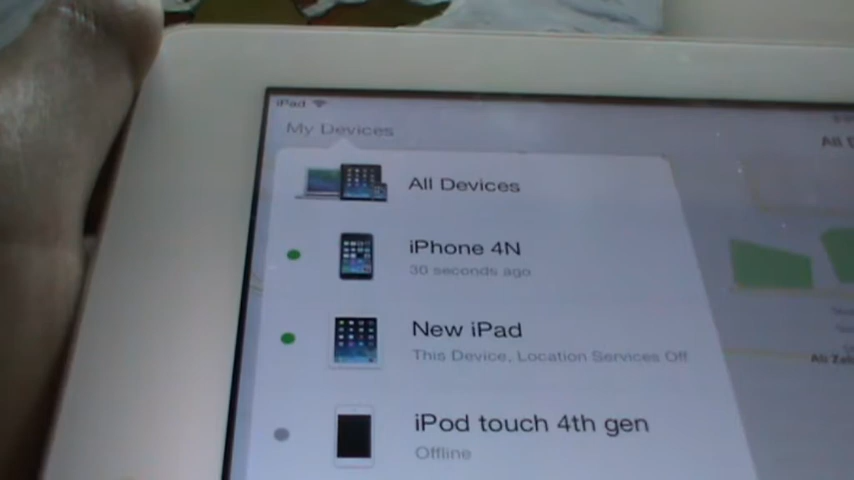 iPad
My Devices
All Devices
iPhone 4N
30 seconds ago
New iPad
This Device, Location Services Off
iPod touch 4th gen
Offline
All